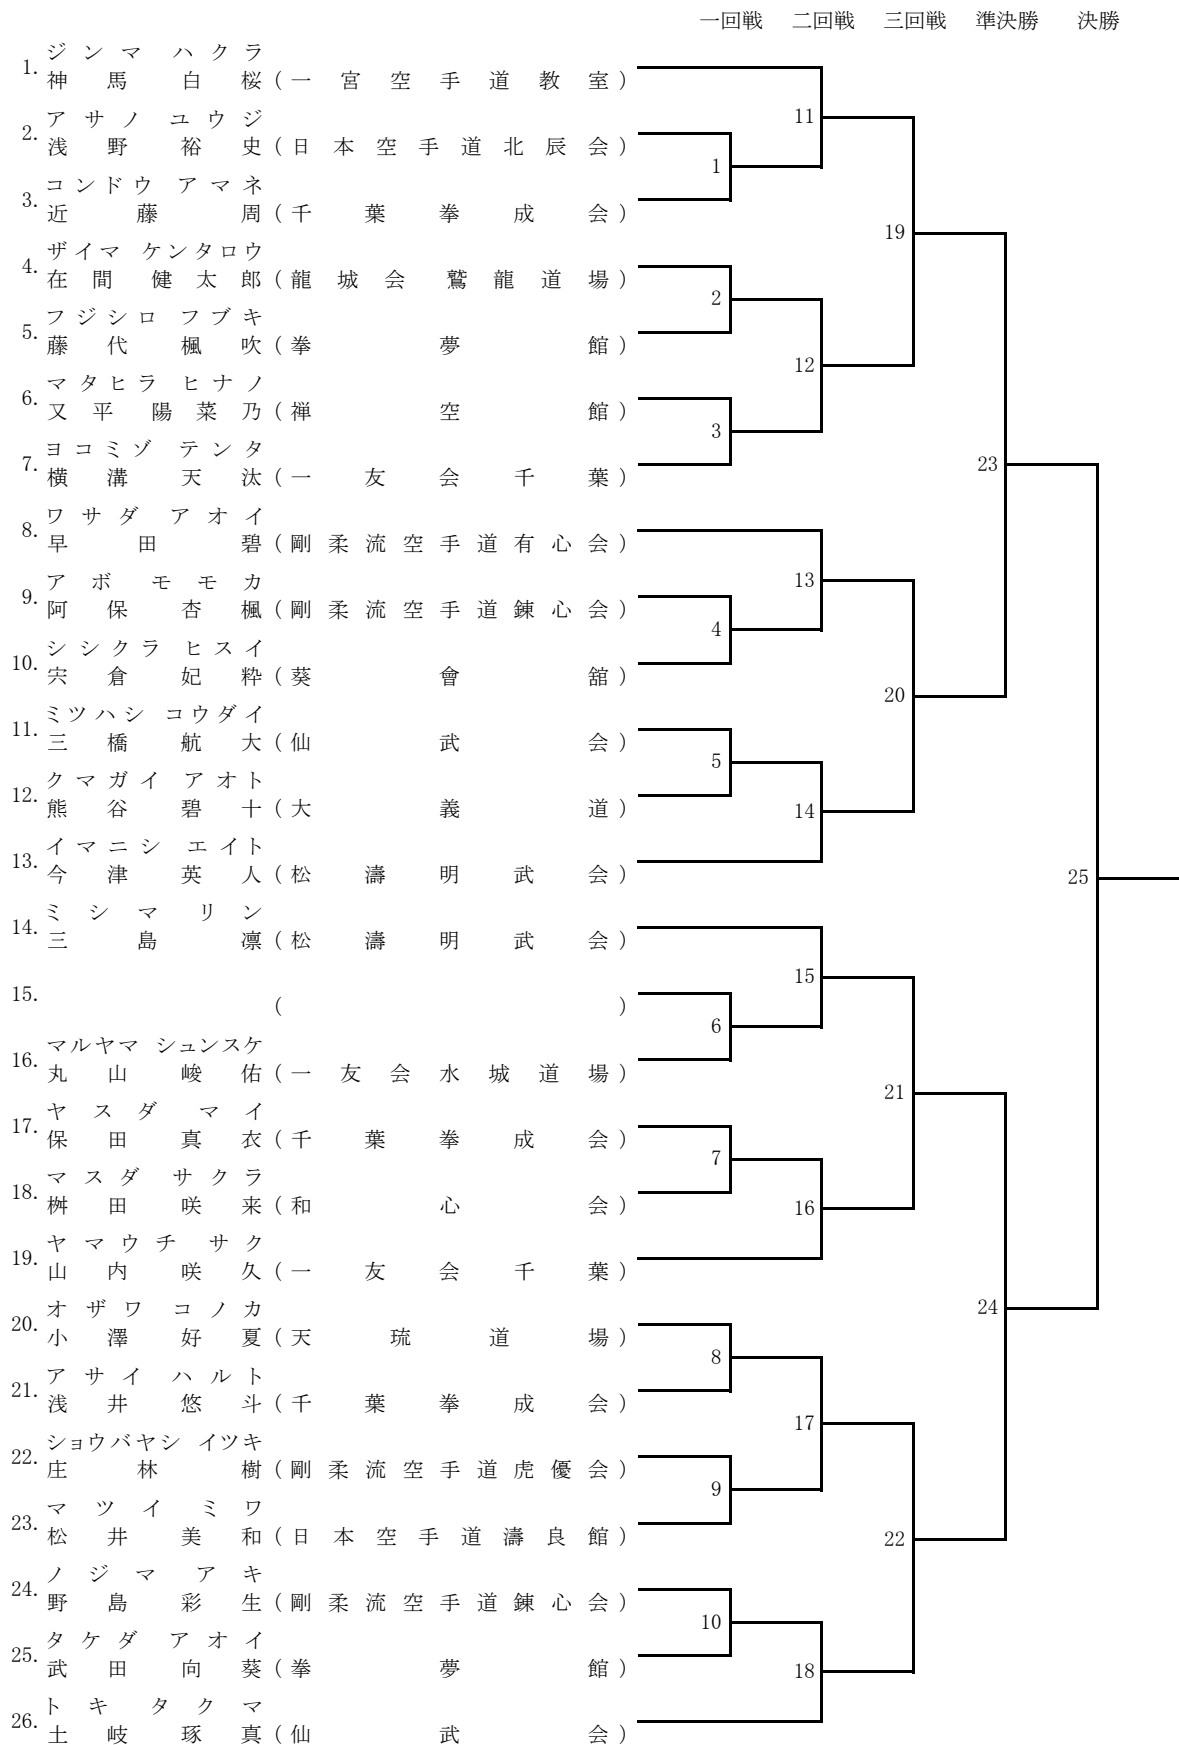 一回戦 二回戦 三回戦 準決勝 決勝
ジンマ ハクラ
1. 神馬 白桜(一宮空手道教室)
アサノ ユウジ
2. 浅野 裕史(日本空手道北辰会)
コンドウ アマネ
3. 近藤 周(千葉拳成会)
ザイマ ケンタロウ
4. 在間 健太郎(龍城会 鷲龍道場)
フジシロ フブキ
5. 藤代 楓吹(拳夢館)
マタヒラ ヒナノ
6. 又平 陽菜乃(禅空館)
ヨコミゾ テンタ
7. 横溝 天汰(一友会千葉)
ワサダ アオイ
8. 早田 碧(剛柔流空手道有心会)
アボ モモカ
9. 阿保 杏楓(剛柔流空手道錬心会)
シシクラ ヒスイ
10. 宍倉 妃粋(葵會舘)
ミツハシ コウダイ
11. 三橋 航大(仙武会)
クマガイ アオト
12. 熊谷 碧十(大義道)
イマニシ エイト
13. 今津 英人(松濤明武会)
ミシマ リン
14. 三島 凛(松濤明武会)
15. ( )
マルヤマ シュンスケ
16. 丸山 峻佑(一友会水城道場)
ヤスダ マイ
17. 保田 真衣(千葉拳成会)
マスダ サクラ
18. 桝田 咲来(和心会)
ヤマウチ サク
19. 山内 咲久(一友会千葉)
オザワ コノカ
20. 小澤 好夏(天琉道場)
アサイ ハルト
21. 浅井 悠斗(千葉拳成会)
ショウバヤシ イツキ
22. 庄林 樹(剛柔流空手道虎優会)
マツイ ミワ
23. 松井 美和(日本空手道濤良館)
ノジマ アキ
24. 野島 彩生(剛柔流空手道錬心会)
タケダ アオイ
25. 武田 向葵(拳夢館)
トキ タクマ
26. 土岐 琢真(仙武会)
1
2
3
4
5
6
7
8
9
10
11
12
13
14
15
16
17
18
19
20
21
22
23
24
25